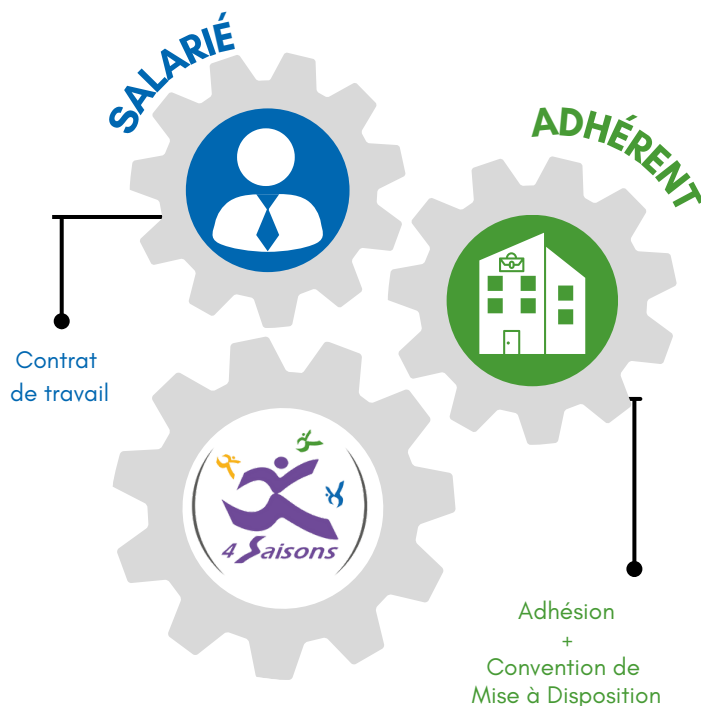 SALARIÉ
ADHÉRENT
Contrat
de travail
4 Saisons
Adhésion
+
Convention de
Mise à Disposition